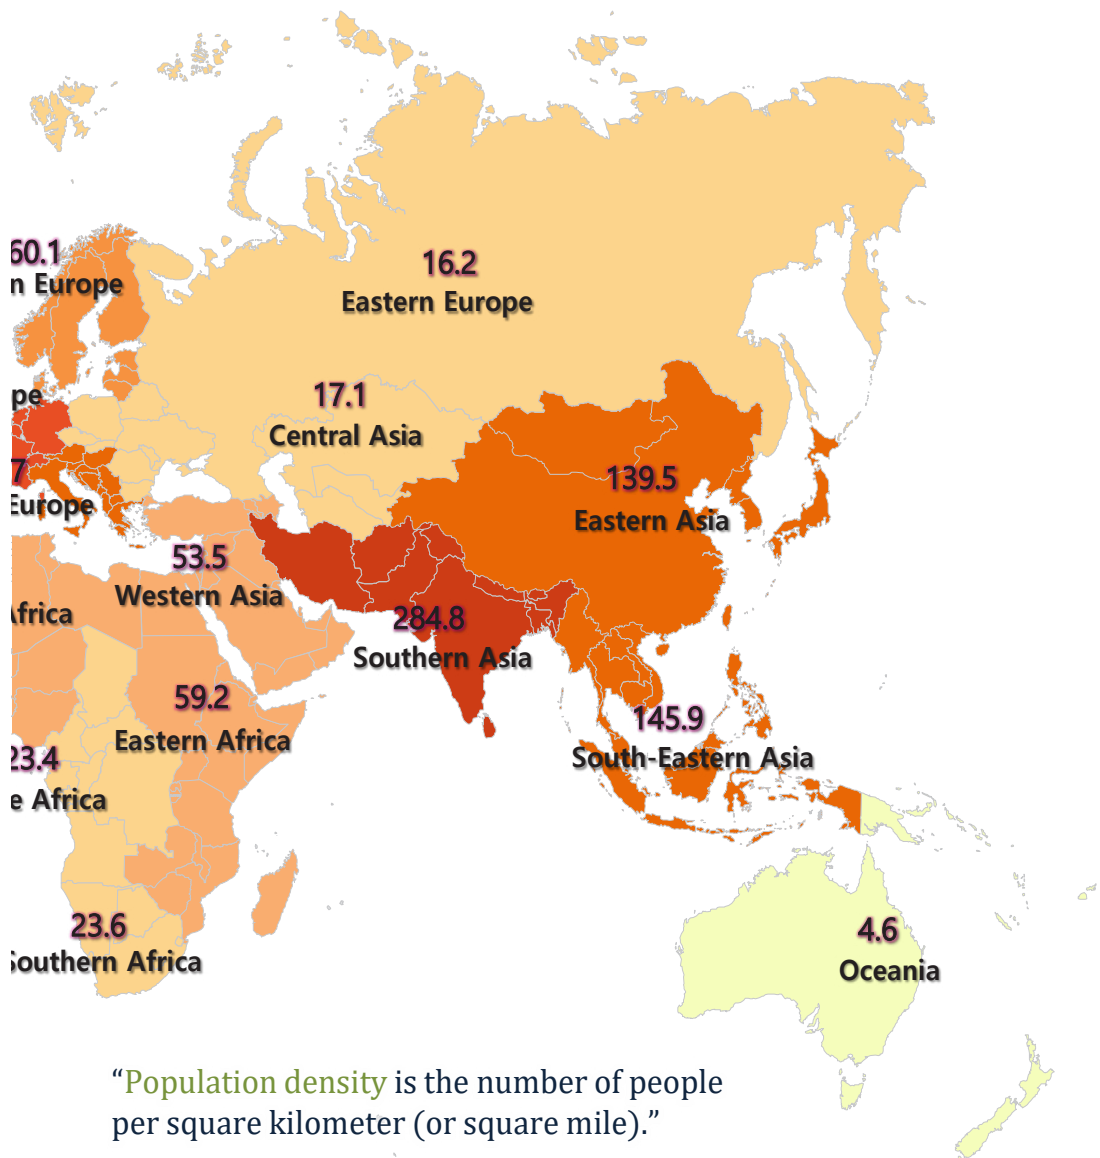 60.1
n Europe
16.2
Eastern Europe
17.1
Central Asia
pe
7
Europe
139.5
Eastern Asia
53.5
Western Asia
Africa
284.8
Southern Asia
59.2
Eastern Africa
145.9
South-Eastern Asia
23.4
e Africa
23.6
Southern Africa
4.6
Oceania
“Population density is the number of people
per square kilometer (or square mile).”